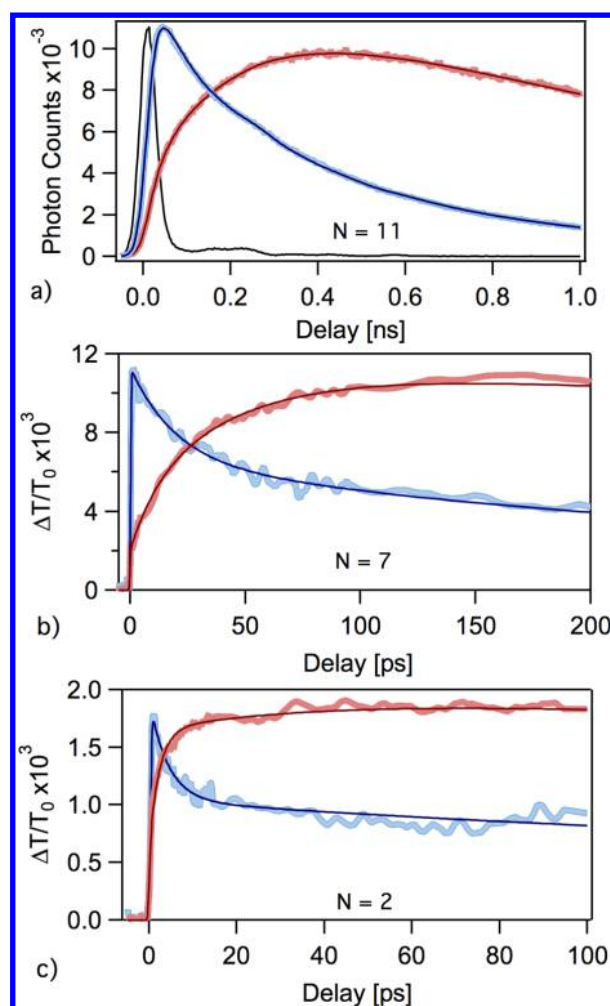 10
8
6
4
2
0
Photon Counts x10-3
N = 11
0.0 0.2 0.4 0.6 0.8 1.0
a)
Delay [ns]
12
8
4
0
ΔT/T0 x103
N = 7
0 50 100 150 200
b)
Delay [ps]
2.0
1.5
1.0
0.5
0.0
ΔT/T0 x103
N = 2
0 20 40 60 80 100
c)
Delay [ps]